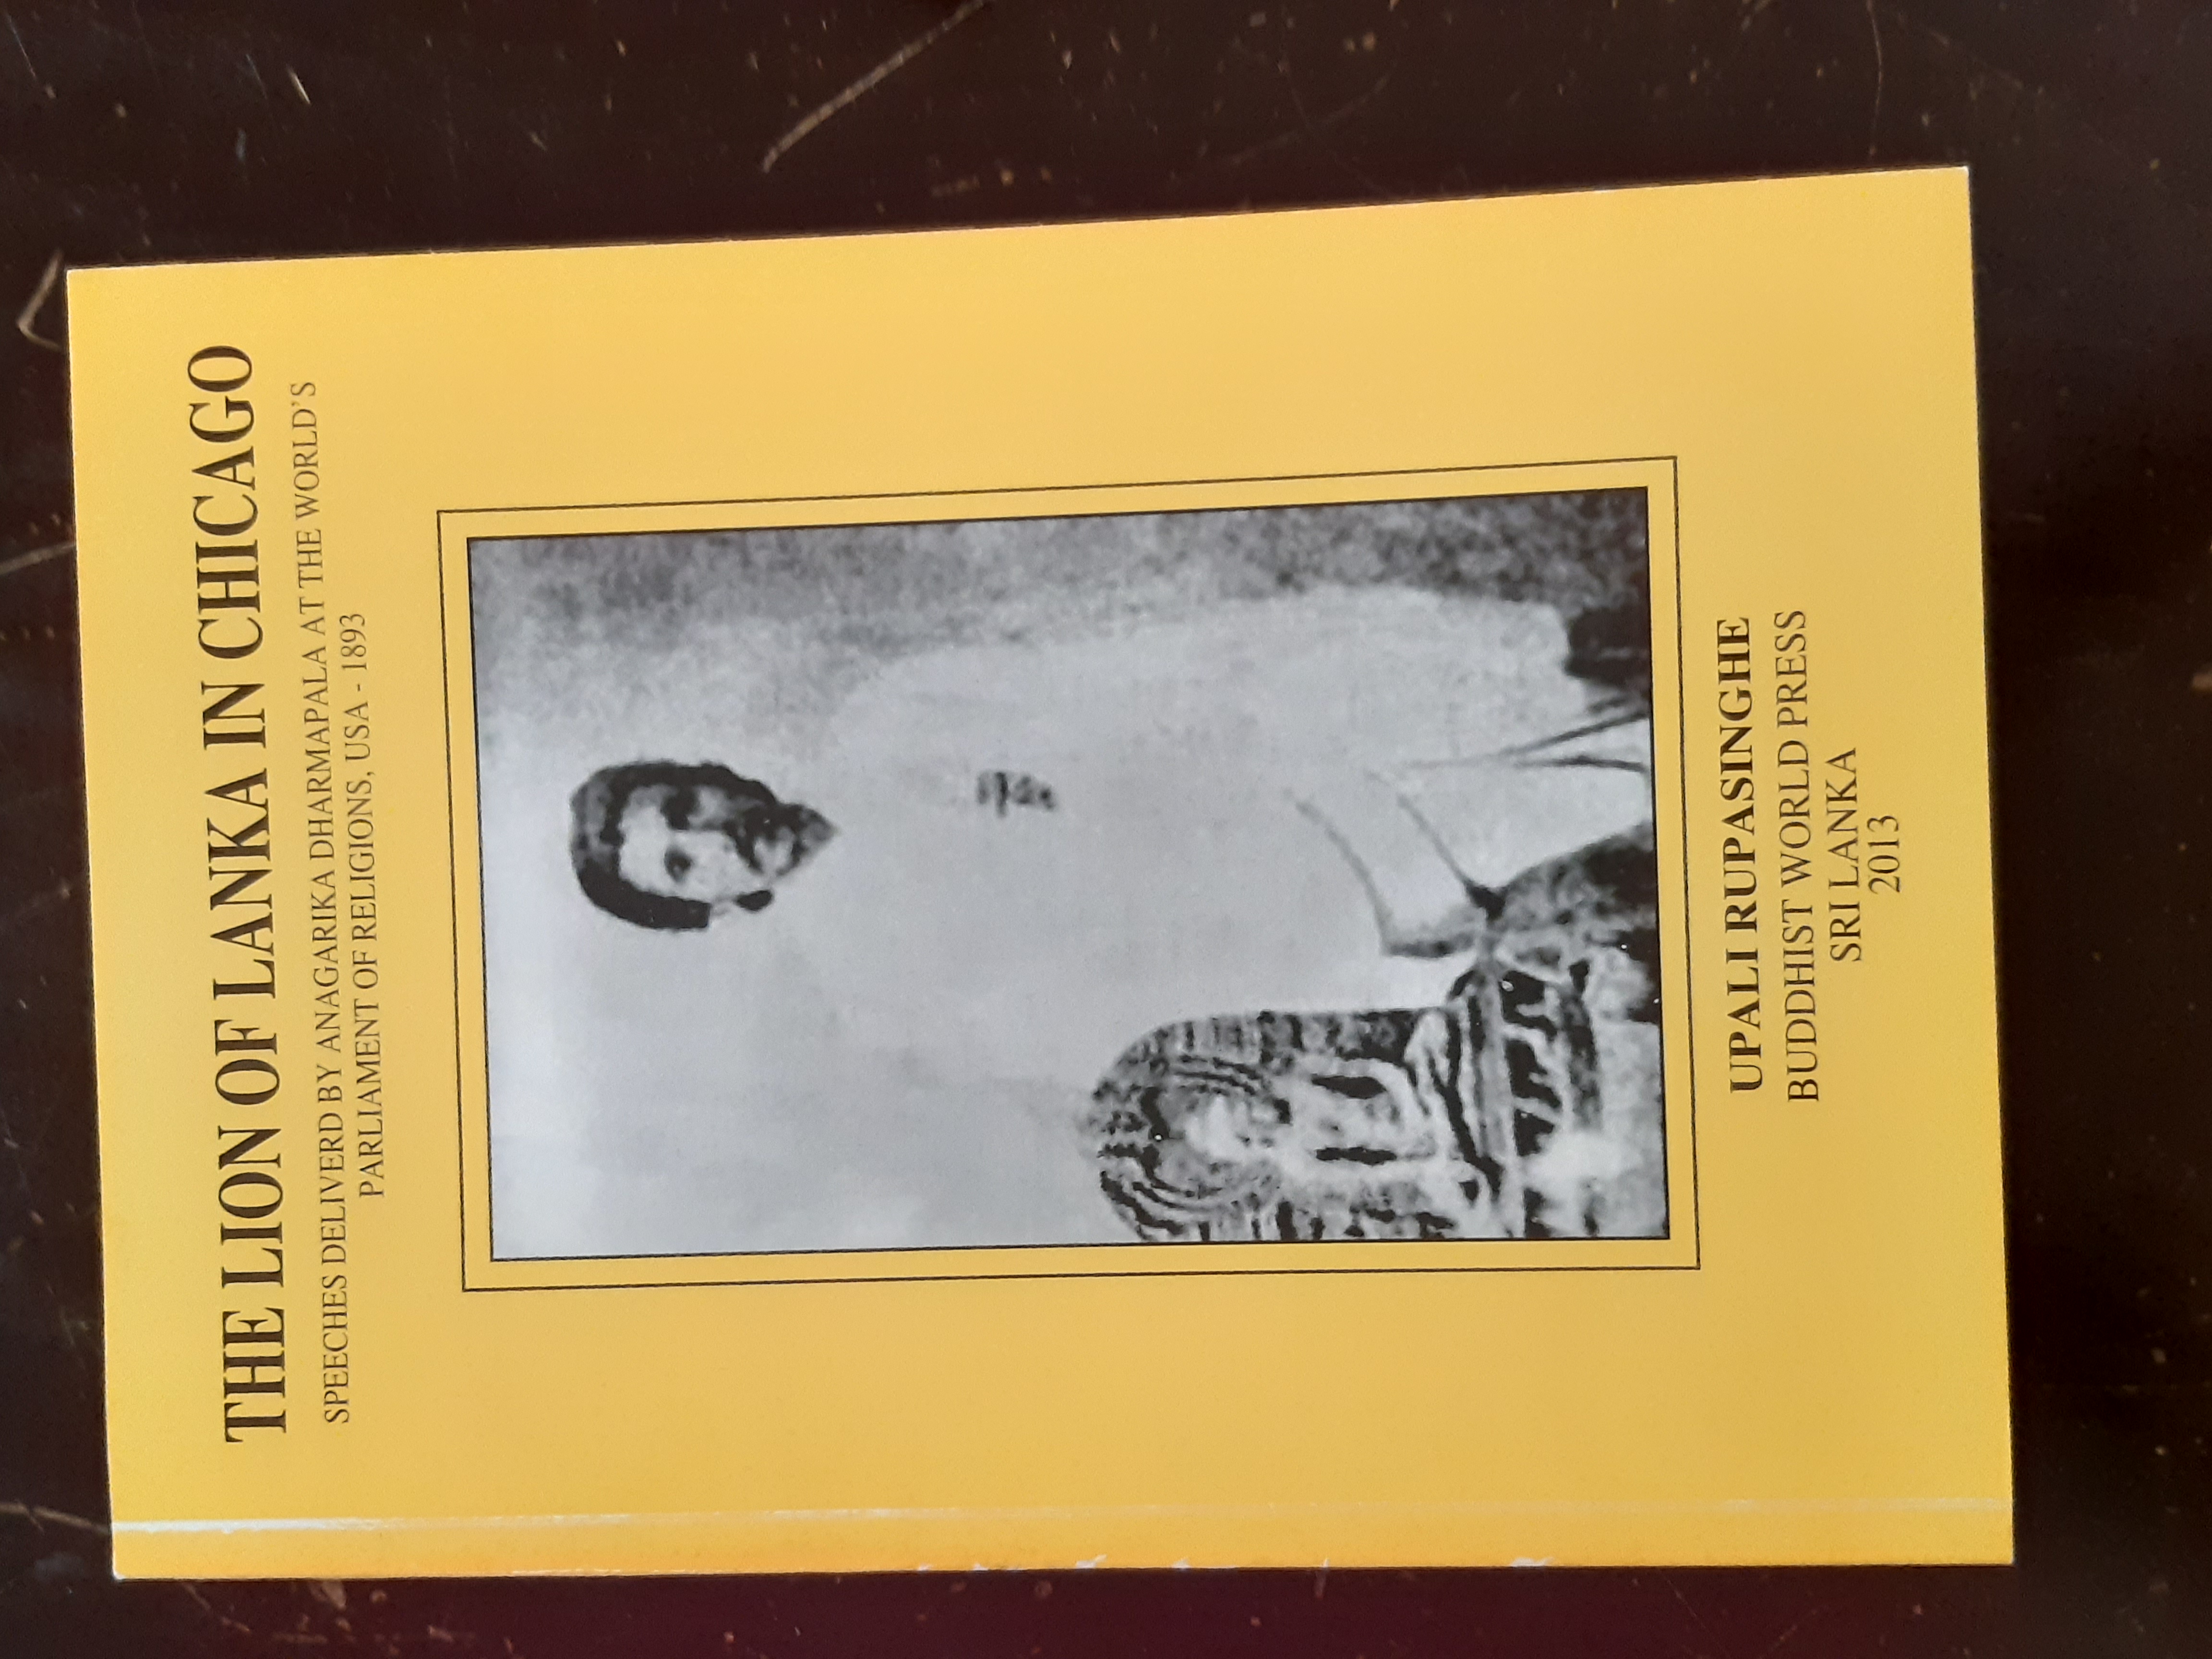 THE LION OF LANKA IN CHICAGO
SPEECHES DELIVERD BY ANAGARIKA DHARMAPALA AT THE WORLD'S
PARLIAMENT OF RELIGIONS, USA - 1893
UPALI RUPASINGHE
BUDDHIST WORLD PRESS
SRI LANKA
2013